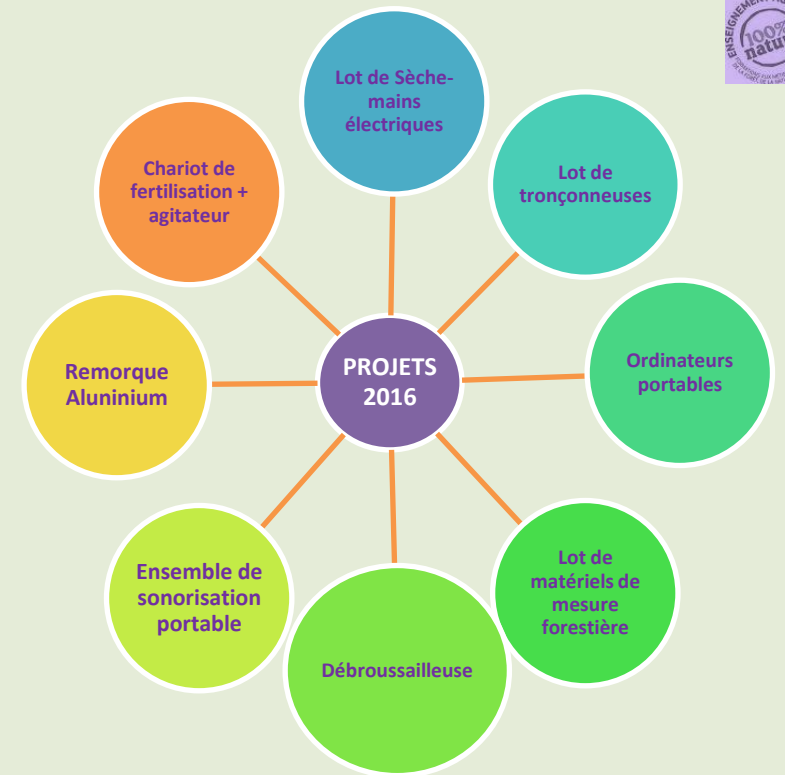 Lot de Sèche-
mains
électriques
Lot de
tronçonneuses
Ordinateurs
portables
Lot de
matériels de
mesure
forestière
Débroussailleuse
Ensemble de
sonorisation
portable
Remorque
Aluninium
Chariot de
fertilisation +
agitateur
PROJETS
2016
100%